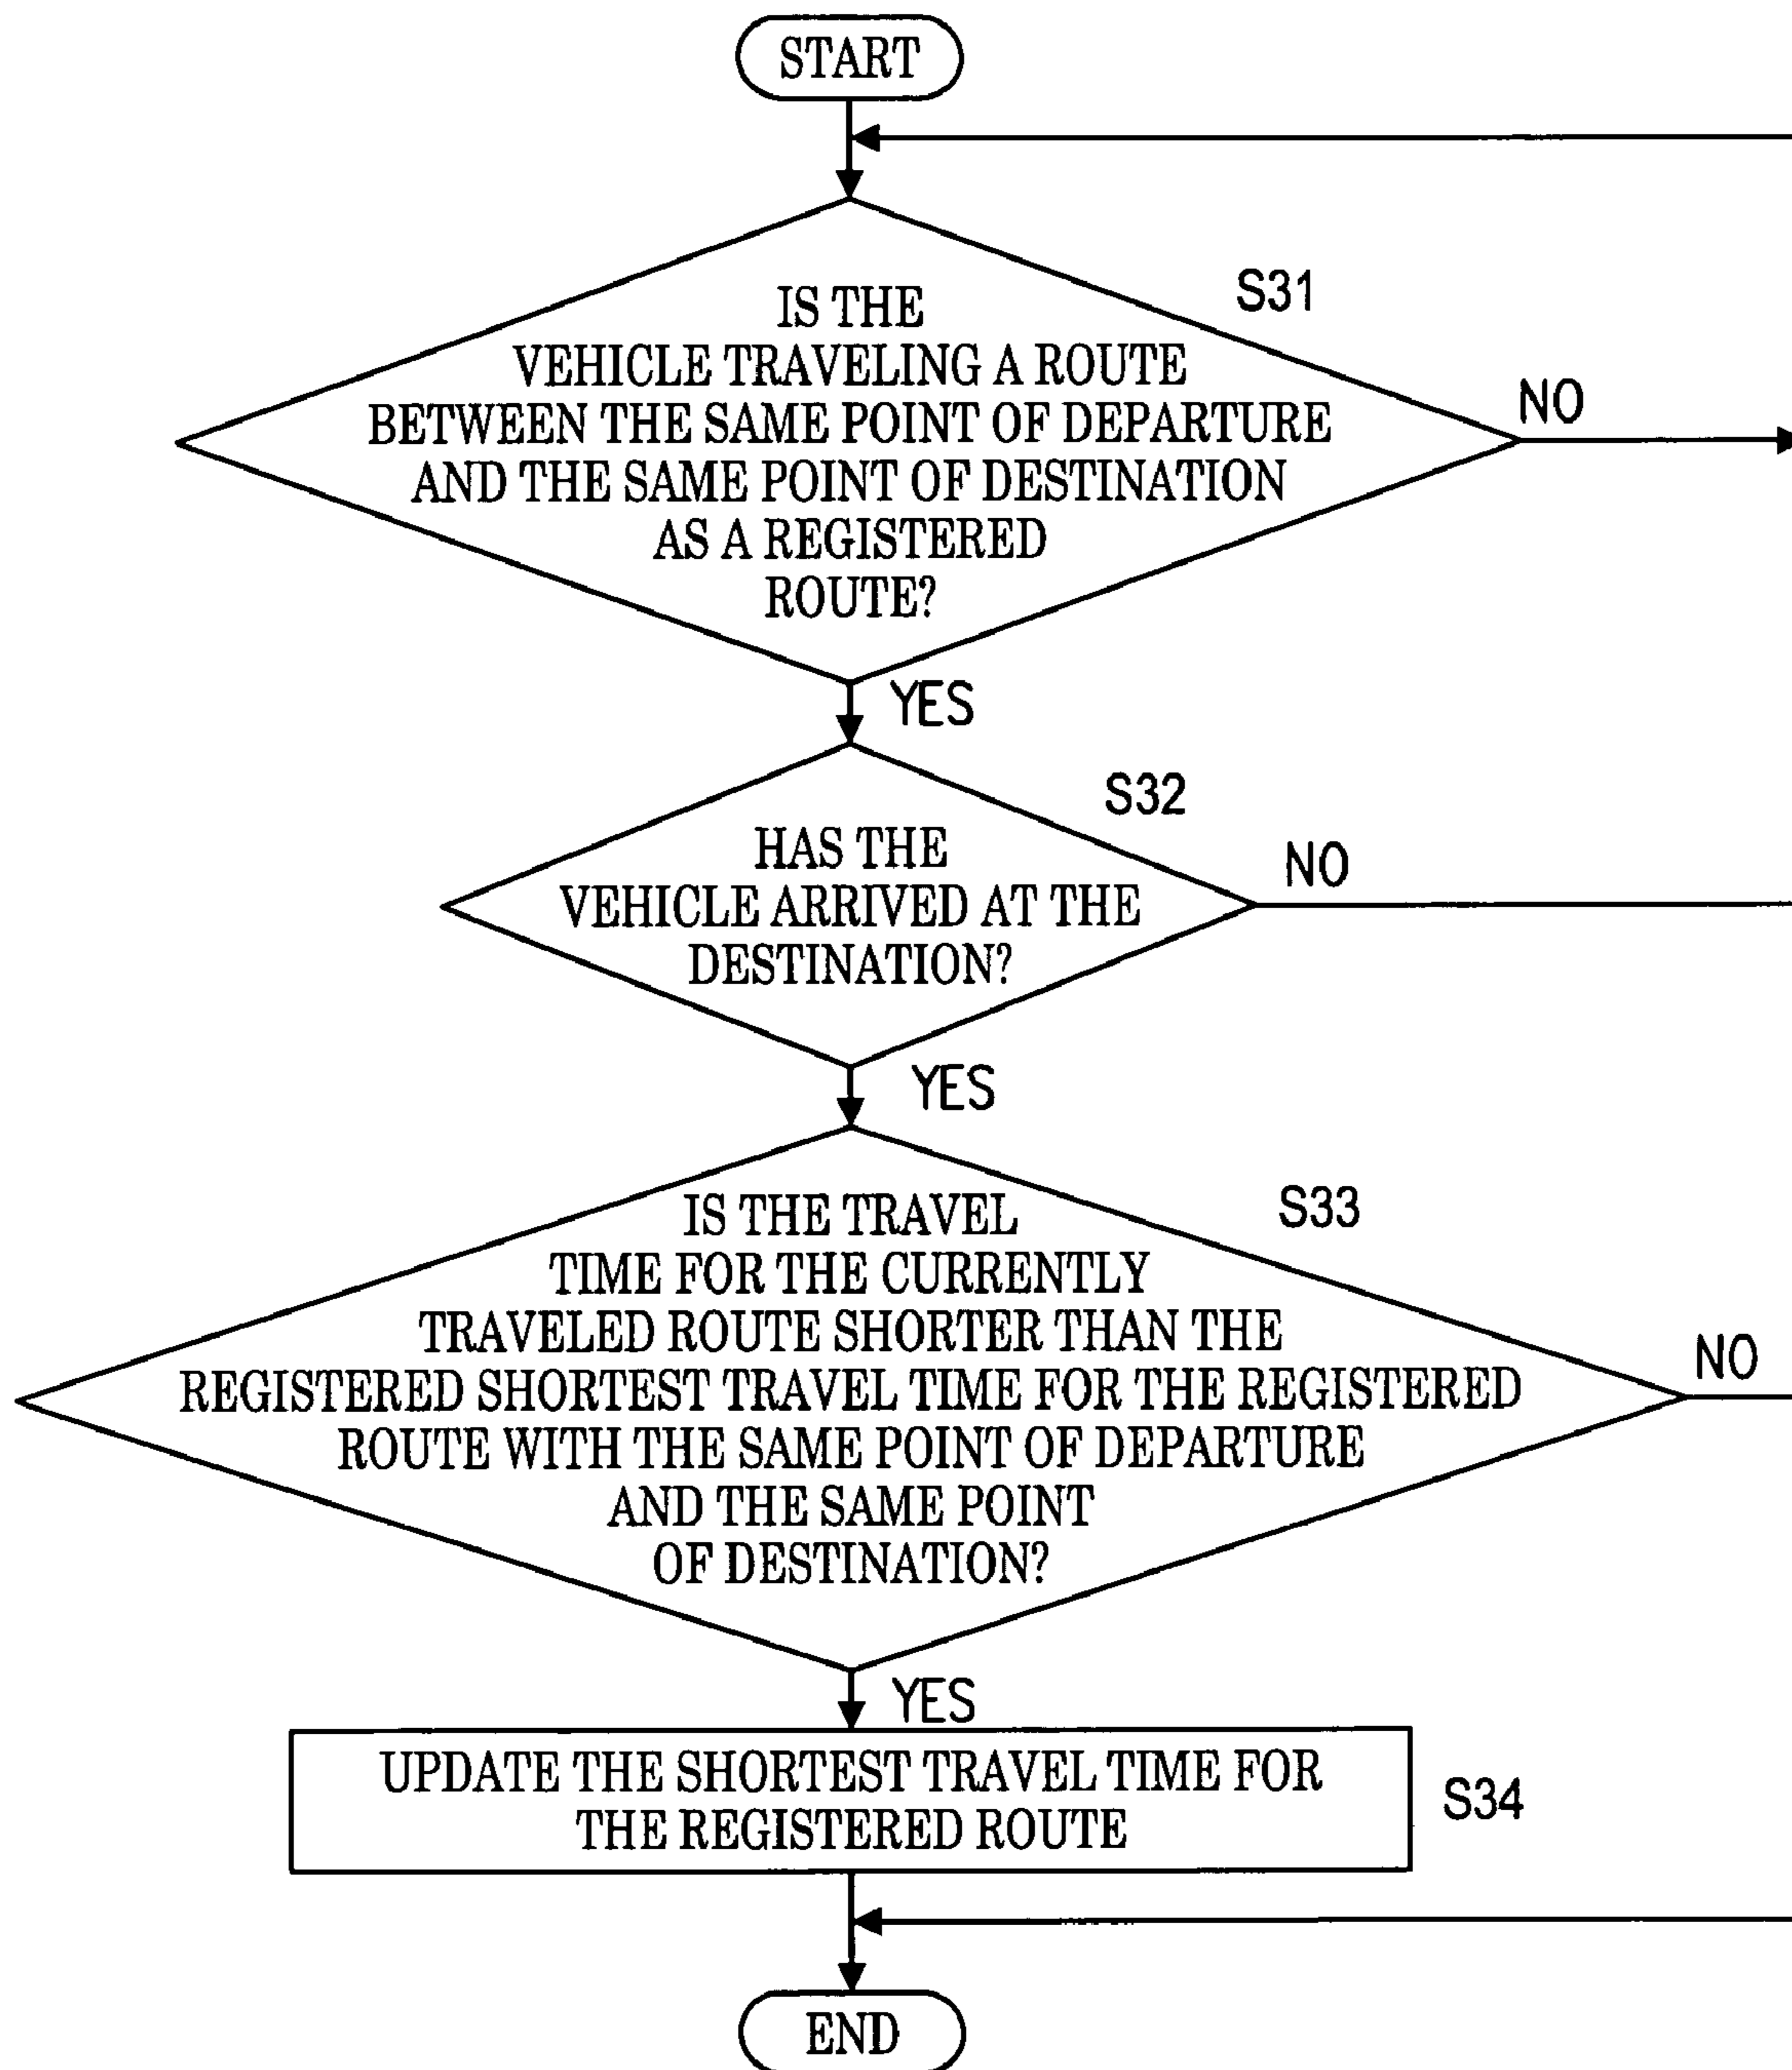 START
S31
IS THE
VEHICLE TRAVELING A ROUTE
BETWEEN THE SAME POINT OF DEPARTURE
AND THE SAME POINT OF DESTINATION
AS A REGISTERED
ROUTE?
NO
YES
S32
HAS THE
VEHICLE ARRIVED AT THE
DESTINATION?
NO
YES
S33
IS THE TRAVEL
TIME FOR THE CURRENTLY
TRAVELED ROUTE SHORTER THAN THE
REGISTERED SHORTEST TRAVEL TIME FOR THE REGISTERED
ROUTE WITH THE SAME POINT OF DEPARTURE
AND THE SAME POINT
OF DESTINATION?
NO
YES
UPDATE THE SHORTEST TRAVEL TIME FOR
THE REGISTERED ROUTE
S34
END